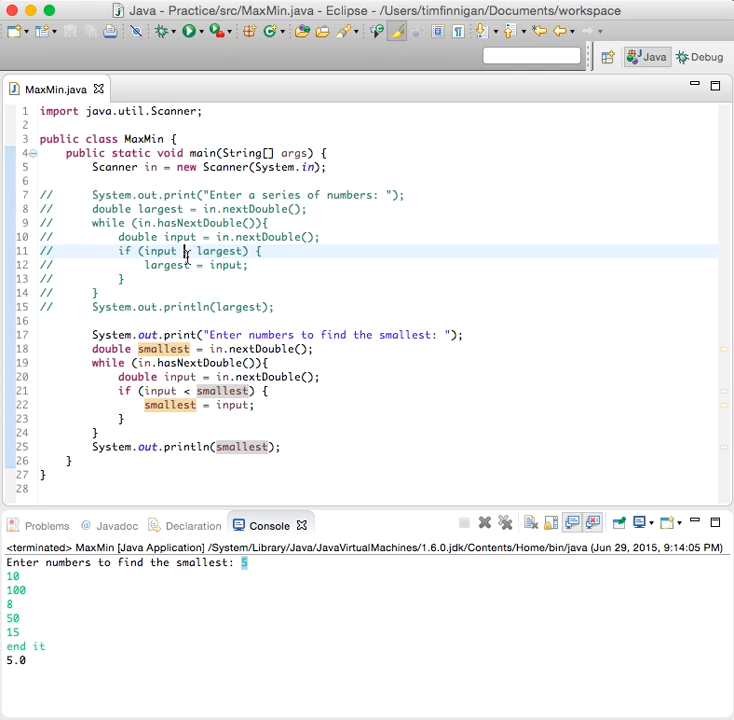 Java - Practice/src/MaxMin.java - Eclipse - /Users/timfinnigan/Documents/workspace
Java Debug
MaxMin.java
1 import java.util.Scanner;
2
3 public class MaxMin {
4 public static void main(String[] args) {
5 Scanner in = new Scanner(System.in);
6
7 // System.out.print("Enter a series of numbers: ");
8 // double largest = in.nextDouble();
9 // while (in.hasNextDouble()){
10 // double input = in.nextDouble();
11 // if (input largest) {
12 // largest = input;
13 // }
14 // }
15 // System.out.println(largest);
16
17 System.out.print("Enter numbers to find the smallest: ");
18 double smallest = in.nextDouble();
19 while (in.hasNextDouble()){
20 double input = in.nextDouble();
21 if (input < smallest) {
22 smallest = input;
23 }
24 }
25 System.out.println(smallest);
26 }
27 }
28
Problems @ Javadoc Declaration Console
<terminated> MaxMin [Java Application] /System/Library/Java/JavaVirtualMachines/1.6.0.jdk/Contents/Home/bin/java (Jun 29, 2015, 9:14:05 PM)
Enter numbers to find the smallest: 5
10
100
8
50
15
end it
5.0